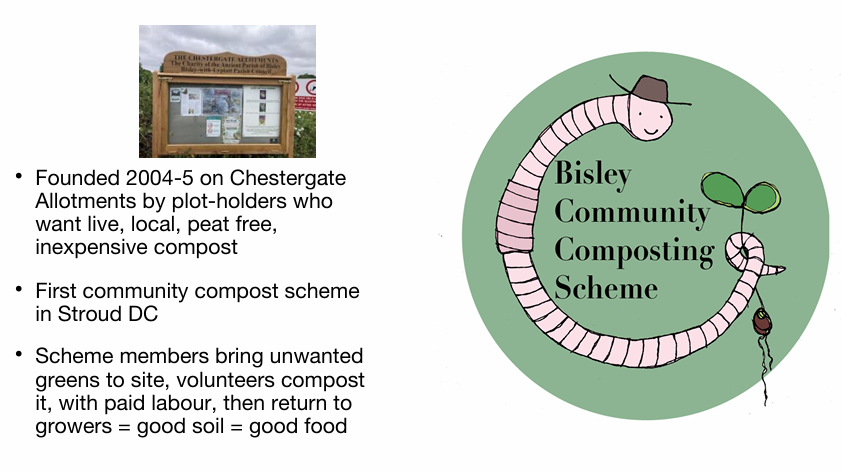 THE CHESTERGATE ALLOTMENTS
The Charity of the Ancient Parish of Bisley
Bisley-with-Lypiatt Parish Council
• Founded 2004-5 on Chestergate
Allotments by plot-holders who
want live, local, peat free,
inexpensive compost
• First community compost scheme
in Stroud DC
• Scheme members bring unwanted
greens to site, volunteers compost
it, with paid labour, then return to
growers = good soil = good food
Bisley
Community
Composting
Scheme